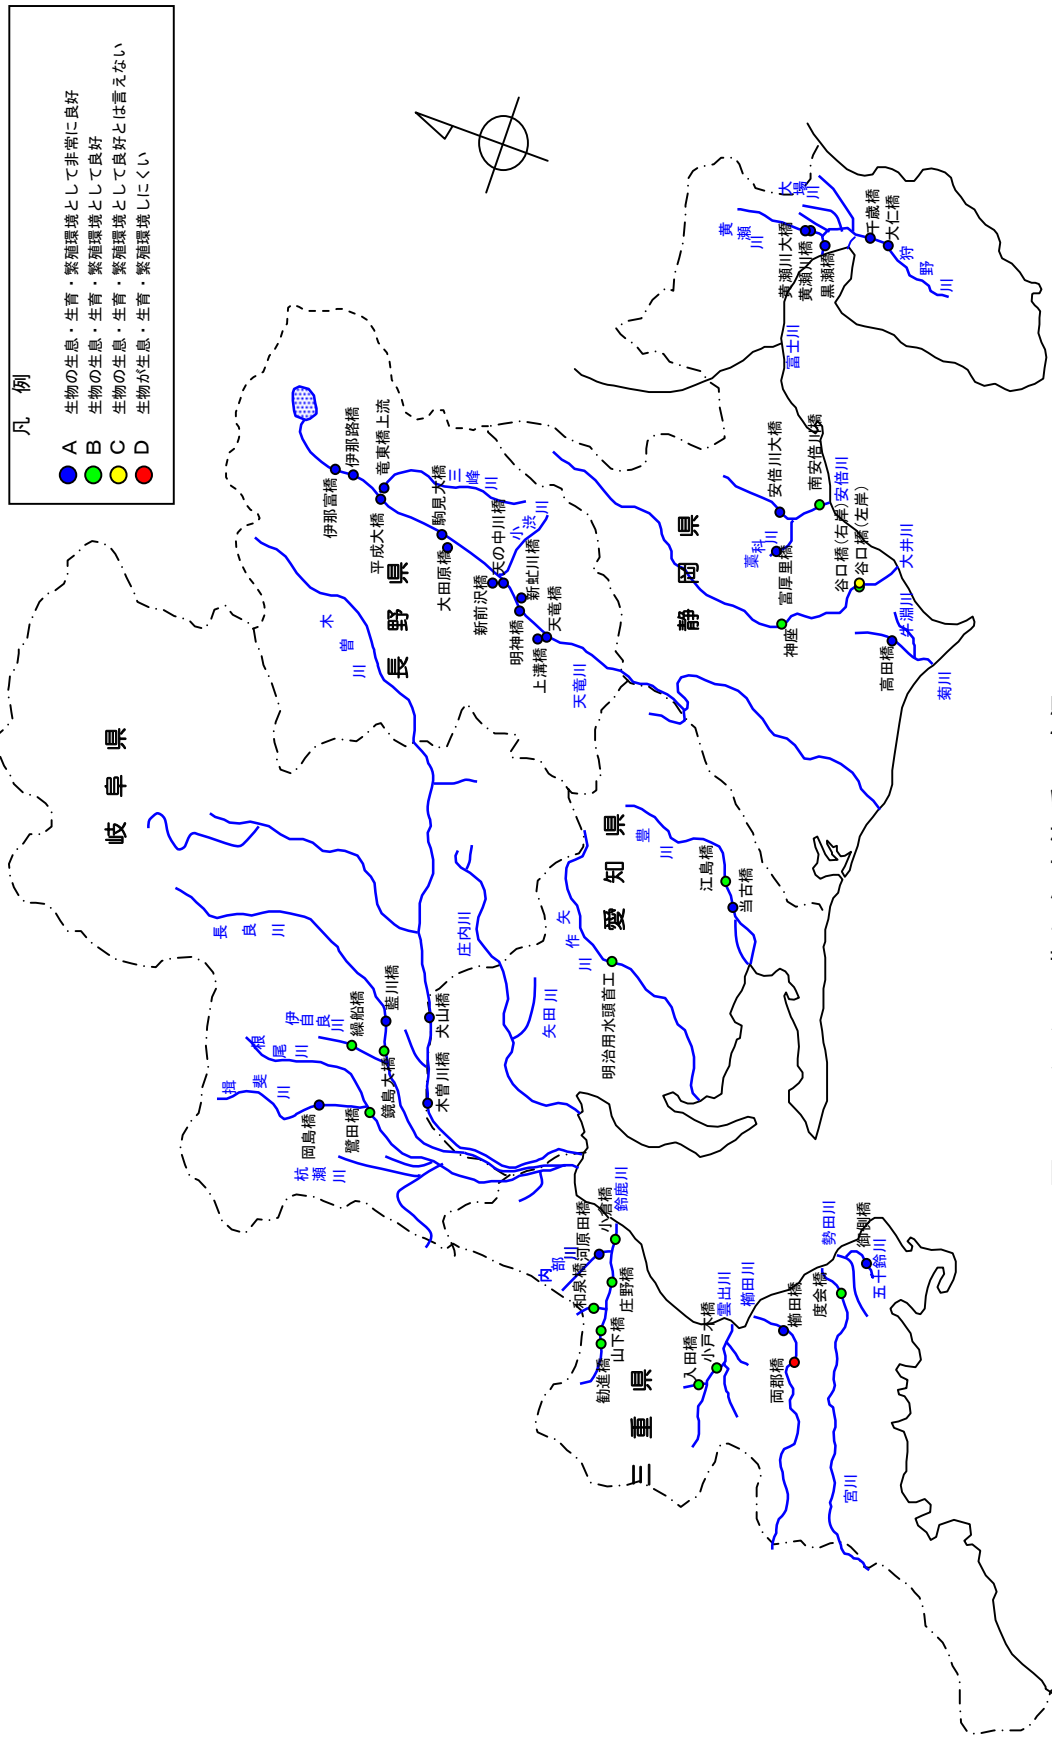 凡 例
A 生物の生息・生育・繁殖環境として非常に良好
B 生物の生息・生育・繁殖環境として良好
C 生物の生息・生育・繁殖環境として良好とは言えない
D 生物が生息・生育・繁殖環境しにくい
岐阜県
長野県
静岡県
愛知県
三重県
伊那路橋
伊那富橋
竜東橋上流
平成大橋
駒見大橋
大田原橋
矢の中川橋
新前沢橋
新虹川橋
明神橋
天竜橋
上溝橋
三峰川
小渋川
天竜川
木曽川
大場川
黄瀬川
黄瀬川大橋
黄瀬川橋
黒瀬橋
千歳橋
大仁橋
狩野川
富士川
安倍川大橋
南安倍川橋
安倍川
藁科川
富厚里橋
谷口橋(右岸)
谷口橋(左岸)
大井川
神座
高田橋
牛淵川
菊川
豊川
江島橋
当古橋
矢作川
明治用水頭首工
庄内川
矢田川
長良川
伊自良川
繰船橋
藍川橋
根尾川
揖斐川
鏡島大橋
岡島橋
鷺田橋
杭瀬川
犬山橋
木曽川橋
鈴鹿川
小倉橋
河原田橋
内部川
和泉橋
庄野橋
山下橋
勧進橋
雲出川
小戸木橋
入田橋
櫛田川
櫛田橋
両郡橋
勢田川
御側橋
五十鈴川
度会橋
宮川